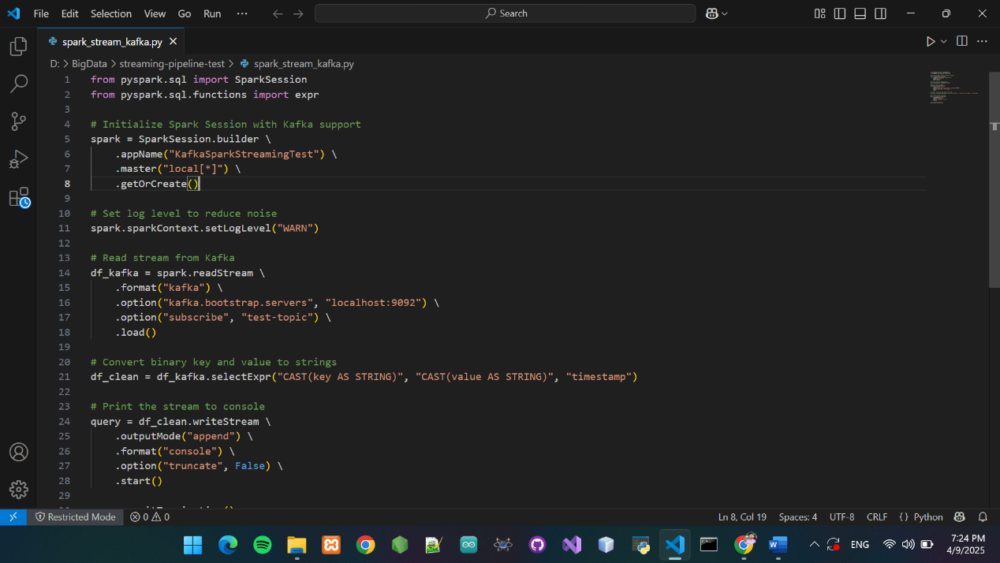 File Edit Selection View Go Run ··· Search
spark_stream_kafka.py
D: > BigData > streaming-pipeline-test > spark_stream_kafka.py
1 from pyspark.sql import SparkSession
2 from pyspark.sql.functions import expr
3
4 # Initialize Spark Session with Kafka support
5 spark = SparkSession.builder \
6 .appName("KafkaSparkStreamingTest") \
7 .master("local[*]") \
8 .getOrCreate()
9
10 # Set log level to reduce noise
11 spark.sparkContext.setLogLevel("WARN")
12
13 # Read stream from Kafka
14 df_kafka = spark.readStream \
15 .format("kafka") \
16 .option("kafka.bootstrap.servers", "localhost:9092") \
17 .option("subscribe", "test-topic") \
18 .load()
19
20 # Convert binary key and value to strings
21 df_clean = df_kafka.selectExpr("CAST(key AS STRING)", "CAST(value AS STRING)", "timestamp")
22
23 # Print the stream to console
24 query = df_clean.writeStream \
25 .outputMode("append") \
26 .format("console") \
27 .option("truncate", False) \
28 .start()
29
Restricted Mode 0 0 Ln 8, Col 19 Spaces: 4 UTF-8 CRLF {} Python
ENG 7:24 PM
4/9/2025